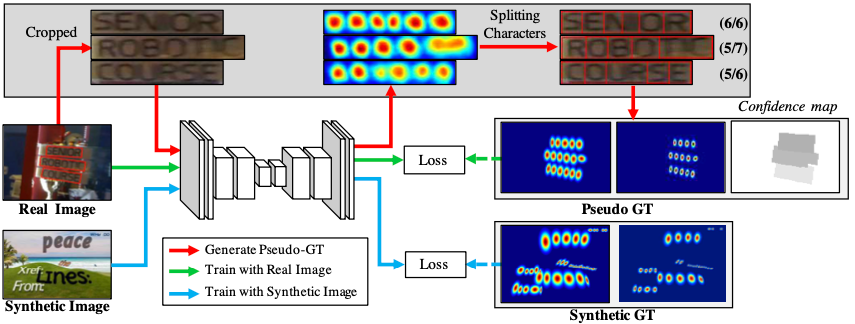 Cropped
SENIOR
ROBOTIC
COURSE
Splitting
Characters
SENIOR
ROBOTIC
COURSE
(6/6)
(5/7)
(5/6)
Confidence map
SENIOR
ROBOTIC
COURSE
Real Image
Loss
Pseudo GT
peace
Xref:
Lines:
From:
Synthetic Image
Generate Pseudo-GT
Train with Real Image
Train with Synthetic Image
Loss
Synthetic GT